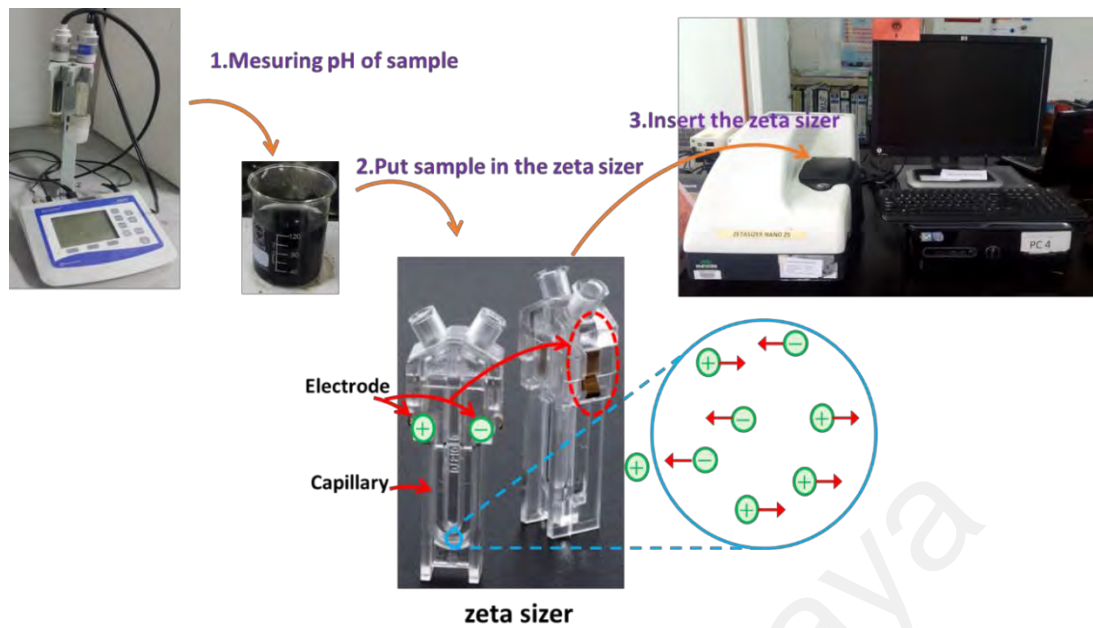 1.Mesuring pH of sample
2.Put sample in the zeta sizer
3.Insert the zeta sizer
ZETASIZER NANO ZS
PC 4
Electrode
+
−
Capillary
+
+
−
−
+
−
+
+
zeta sizer
aya